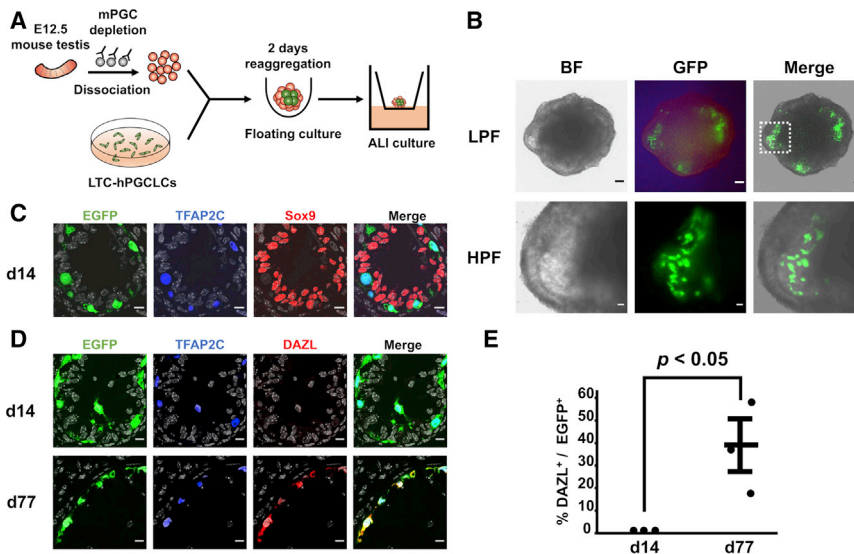 A
E12.5
mouse testis
mPGC
depletion
Dissociation
LTC-hPGCLCs
2 days
reaggregation
Floating culture
ALI culture
B
BF GFP Merge
LPF
HPF
C
EGFP TFAP2C Sox9 Merge
d14
D
EGFP TFAP2C DAZL Merge
d14
d77
E
p < 0.05
% DAZL+ / EGFP+
60
50
40
30
20
10
0
d14 d77